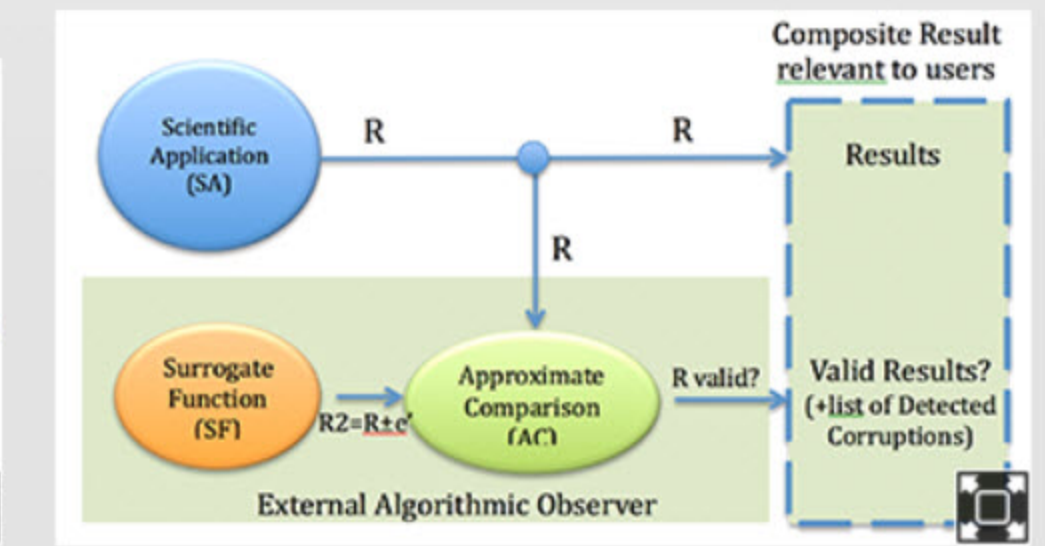 Composite Result
relevant to users
Scientific
Application
(SA)
R
R
Results
R
Surrogate
Function
(SF)
R2=R±e'
Approximate
Comparison
(AC)
R valid?
Valid Results?
(+list of Detected
Corruptions)
External Algorithmic Observer